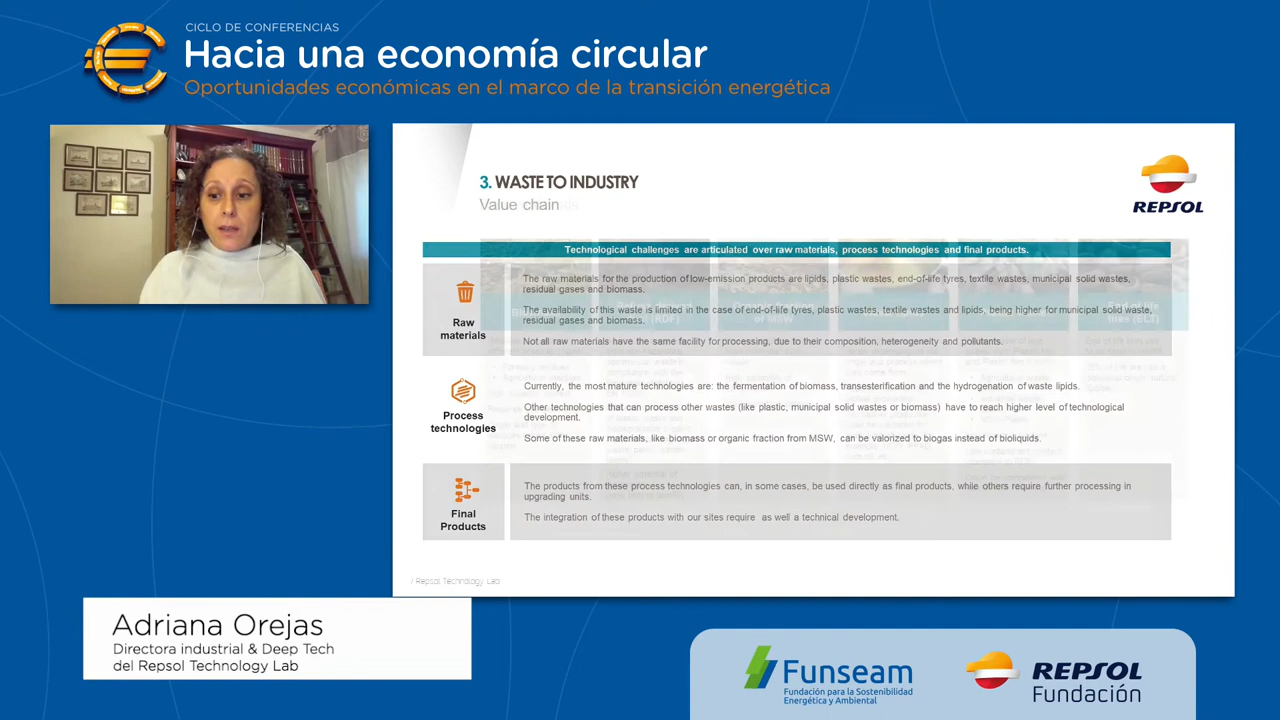 CICLO DE CONFERENCIAS
Hacia una economía circular
Oportunidades económicas en el marco de la transición energética
3. WASTE TO INDUSTRY
Value chain
REPSOL
Technological challenges are articulated over raw materials, process technologies and final products.
Raw
materials
The raw materials for the production of low-emission products are lipids, plastic wastes, end-of-life tyres, textile wastes, municipal solid wastes,
residual gases and biomass.
The availability of this waste is limited in the case of end-of-life tyres, plastic wastes, textile wastes and lipids, being higher for municipal solid waste,
residual gases and biomass.
Not all raw materials have the same facility for processing, due to their composition, heterogeneity and pollutants.
Process
technologies
Currently, the most mature technologies are: the fermentation of biomass, transesterification and the hydrogenation of waste lipids.
Other technologies that can process other wastes (like plastic, municipal solid wastes or biomass) have to reach higher level of technological
development.
Some of these raw materials, like biomass or organic fraction from MSW, can be valorized to biogas instead of bioliquids.
Final
Products
The products from these process technologies can, in some cases, be used directly as final products, while others require further processing in
upgrading units.
The integration of these products with our sites require as well a technical development.
/ Repsol Technology Lab
Adriana Orejas
Directora industrial & Deep Tech
del Repsol Technology Lab
Funseam
Fundación para la Sostenibilidad
Energética y Ambiental
REPSOL
Fundación